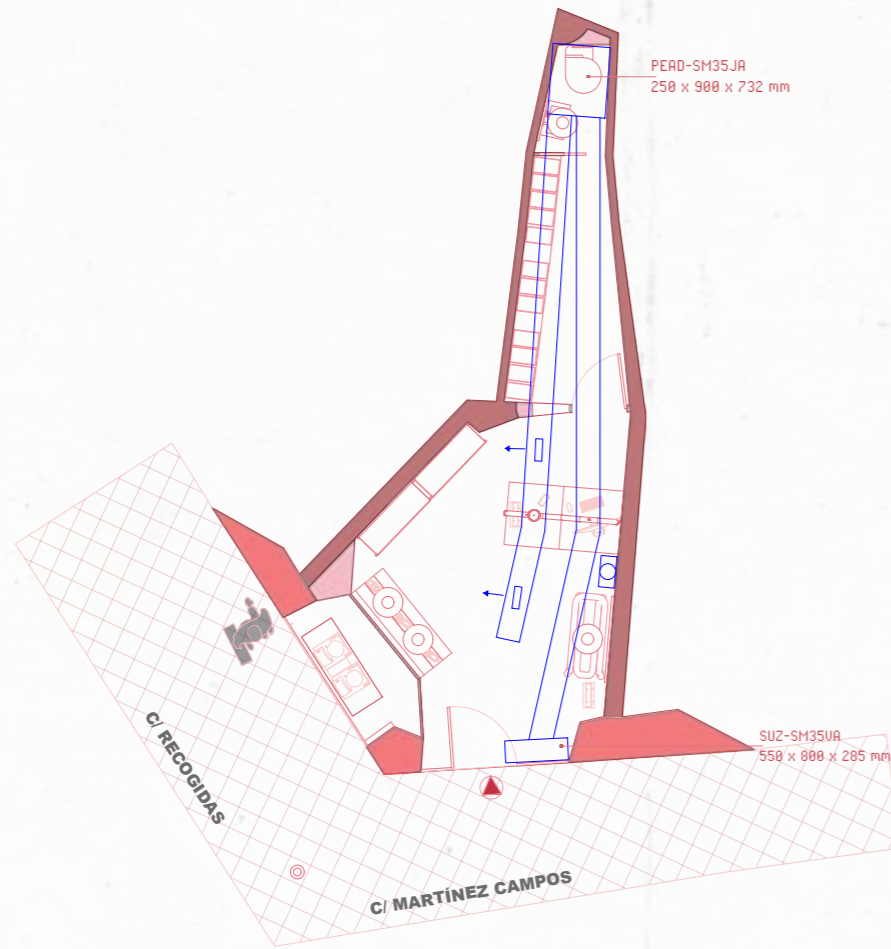 PEAD-SM35JA
250 x 900 x 732 mm
SUZ-SM35VA
550 x 800 x 285 mm
C/ RECOGIDAS
C/ MARTÍNEZ CAMPOS